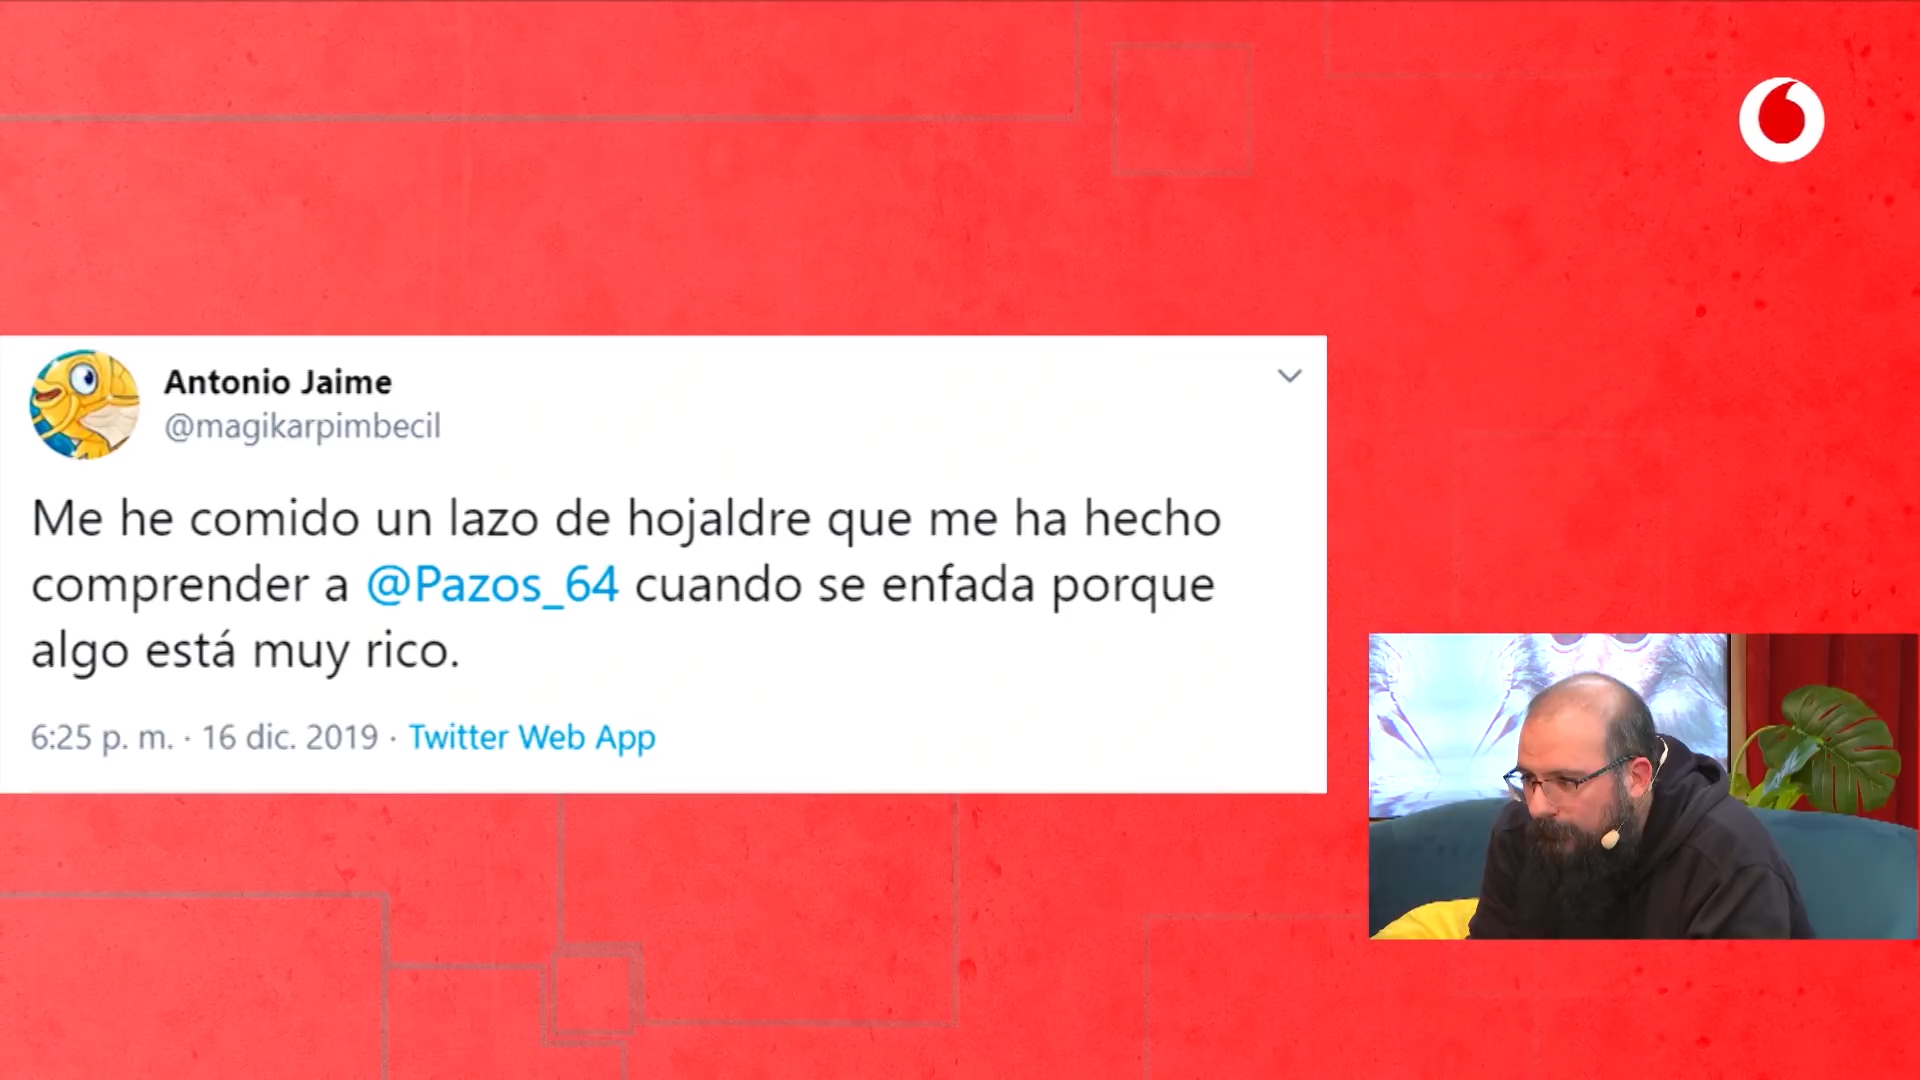 Antonio Jaime
@magikarpimbecil
Me he comido un lazo de hojaldre que me ha hecho
comprender a @Pazos_64 cuando se enfada porque
algo está muy rico.
6:25 p. m. · 16 dic. 2019 · Twitter Web App